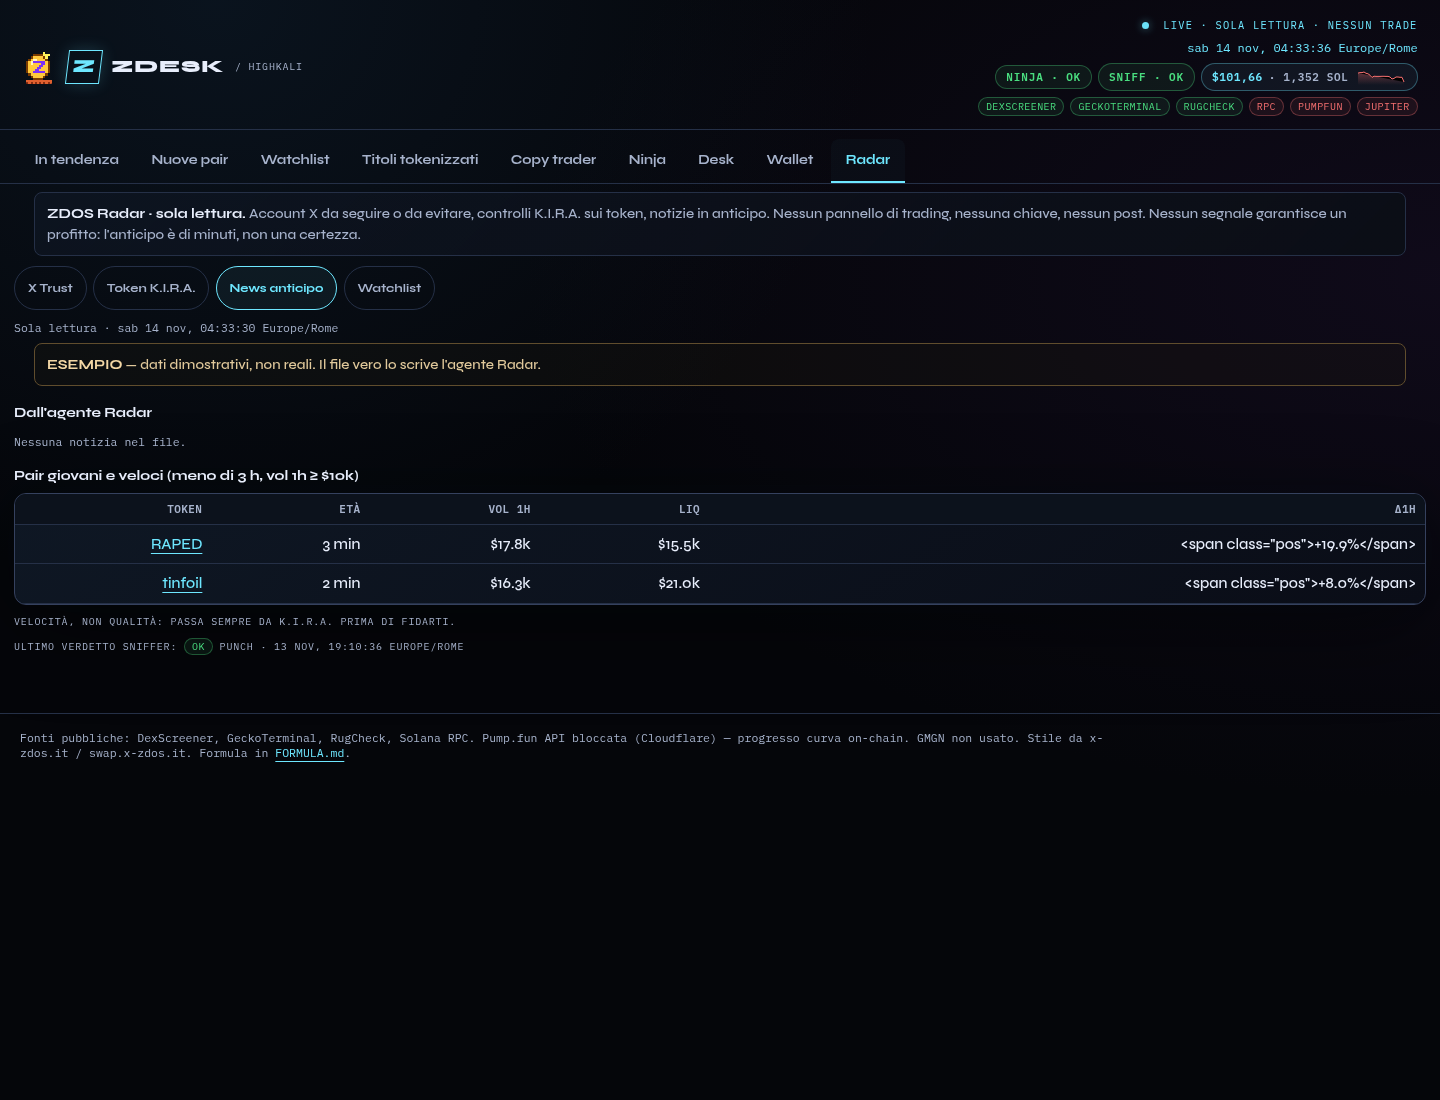 LIVE · SOLA LETTURA · NESSUN TRADE
sab 14 nov, 04:33:36 Europe/Rome
Z ZDESK / HIGHKALI
NINJA · OK SNIFF · OK $101,66 · 1,352 SOL
DEXSCREENER GECKOTERMINAL RUGCHECK RPC PUMPFUN JUPITER
In tendenza Nuove pair Watchlist Titoli tokenizzati Copy trader Ninja Desk Wallet Radar
ZDOS Radar · sola lettura. Account X da seguire o da evitare, controlli K.I.R.A. sui token, notizie in anticipo. Nessun pannello di trading, nessuna chiave, nessun post. Nessun segnale garantisce un
profitto: l'anticipo è di minuti, non una certezza.
X Trust Token K.I.R.A. News anticipo Watchlist
Sola lettura · sab 14 nov, 04:33:30 Europe/Rome
ESEMPIO — dati dimostrativi, non reali. Il file vero lo scrive l'agente Radar.
Dall'agente Radar
Nessuna notizia nel file.
Pair giovani e veloci (meno di 3 h, vol 1h ≥ $10k)
TOKEN ETÀ VOL 1H LIQ Δ1H
RAPED 3 min $17.8k $15.5k <span class="pos">+19.9%</span>
tinfoil 2 min $16.3k $21.0k <span class="pos">+8.0%</span>
VELOCITÀ, NON QUALITÀ: PASSA SEMPRE DA K.I.R.A. PRIMA DI FIDARTI.
ULTIMO VERDETTO SNIFFER: OK PUNCH · 13 NOV, 19:10:36 EUROPE/ROME
Fonti pubbliche: DexScreener, GeckoTerminal, RugCheck, Solana RPC. Pump.fun API bloccata (Cloudflare) — progresso curva on-chain. GMGN non usato. Stile da x-
zdos.it / swap.x-zdos.it. Formula in FORMULA.md.